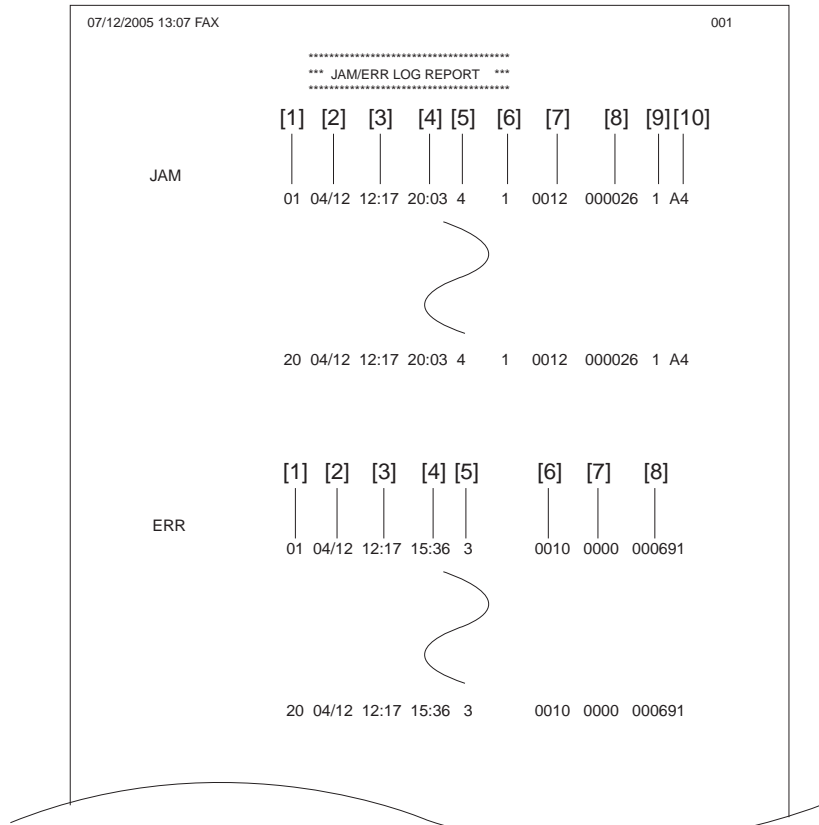 07/12/2005 13:07 FAX 001
***************************************
*** JAM/ERR LOG REPORT ***
***************************************
[1] [2] [3] [4] [5] [6] [7] [8] [9] [10]
JAM
01 04/12 12:17 20:03 4 1 0012 000026 1 A4
20 04/12 12:17 20:03 4 1 0012 000026 1 A4
[1] [2] [3] [4] [5] [6] [7] [8]
ERR
01 04/12 12:17 15:36 3 0010 0000 000691
20 04/12 12:17 15:36 3 0010 0000 000691